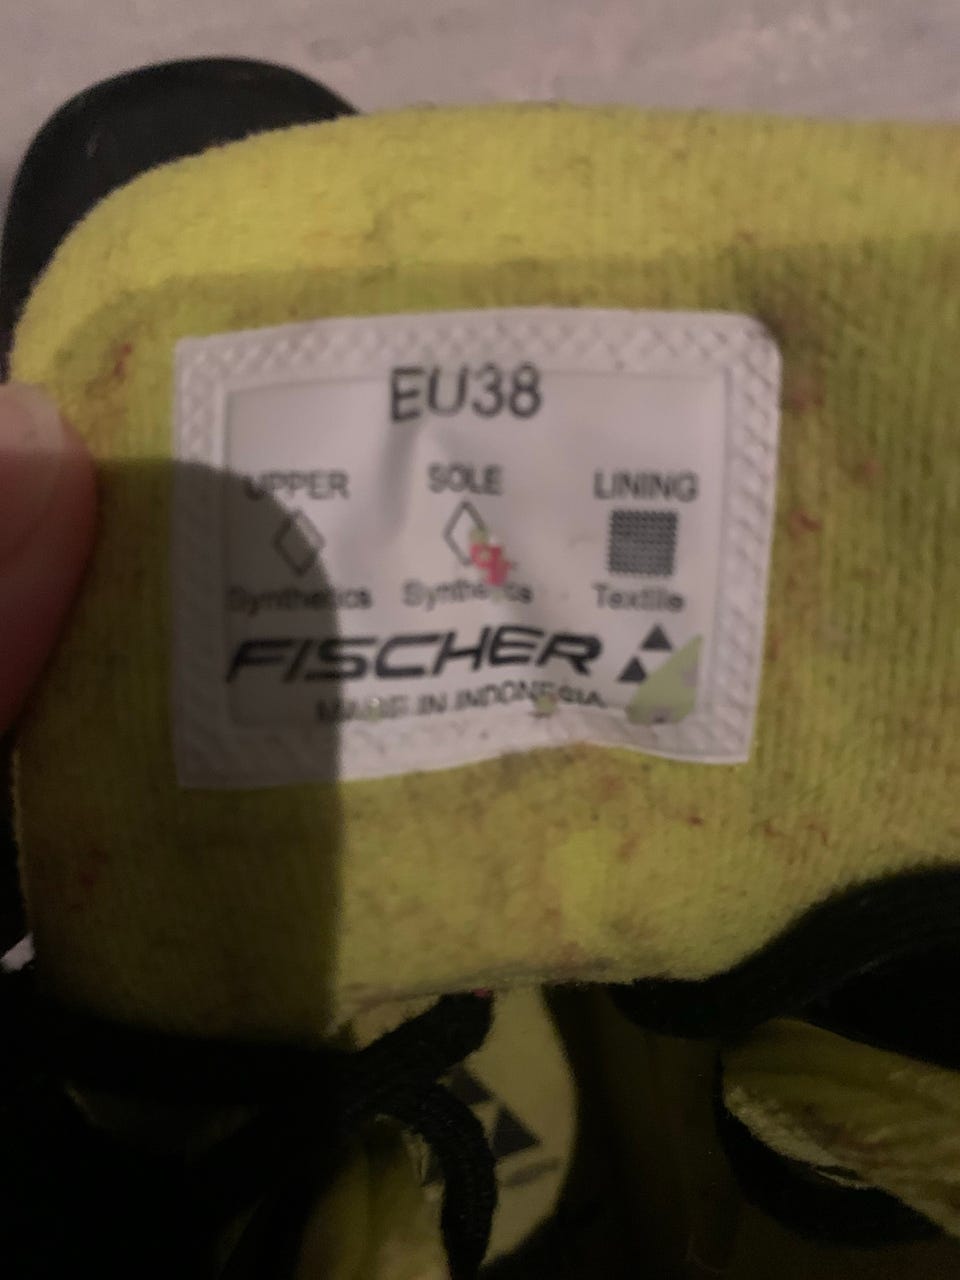 EU38
UPPER SOLE LINING
Synthetics Synthetics Textile
FISCHER
MADE IN INDONESIA